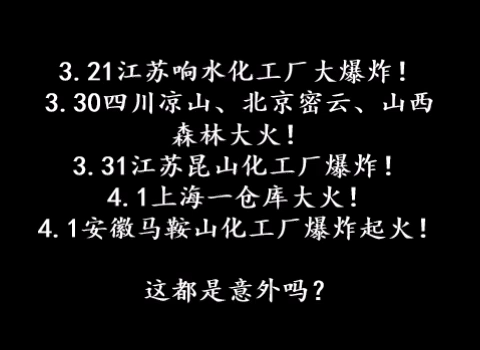 3.21江苏响水化工厂大爆炸！
3.30四川凉山、北京密云、山西
森林大火！
3.31江苏昆山化工厂爆炸！
4.1上海一仓库大火！
4.1安徽马鞍山化工厂爆炸起火！
这都是意外吗？